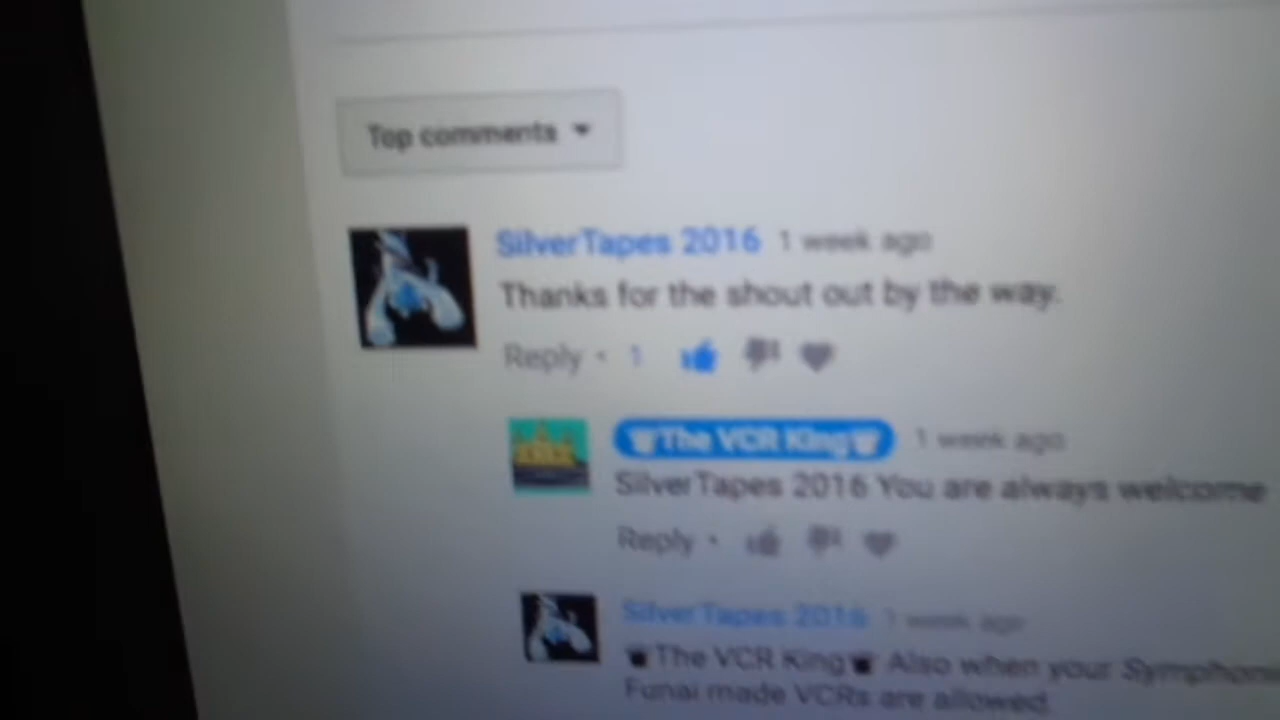 Top comments
SilverTapes 2016 1 week ago
Thanks for the shout out by the way.
Reply • 1
♛The VCR King♛ 1 week ago
SilverTapes 2016 You are always welcome
Reply •
SilverTapes 2016 1 week ago
♛The VCR King♛ Also when your Symphoni
Funai made VCRs are allowed